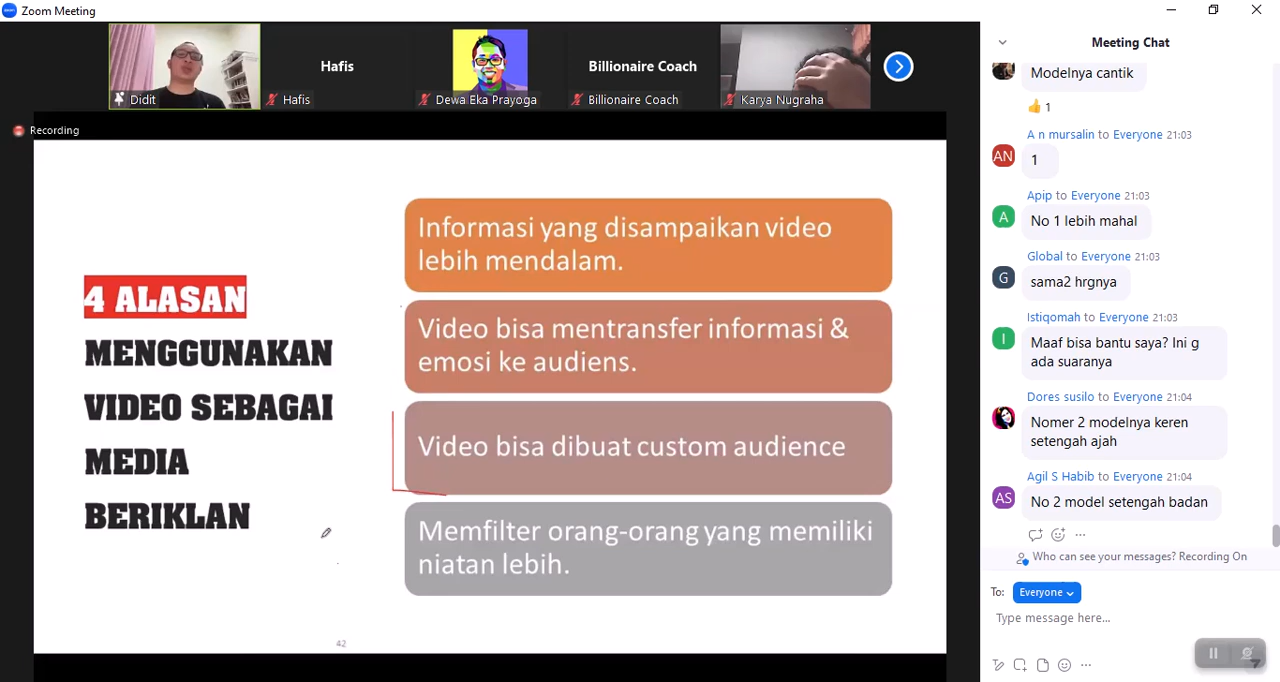 Zoom Meeting
Hafis
Billionaire Coach
Didit
Hafis
Dewa Eka Prayoga
Billionaire Coach
Karya Nugraha
Recording
4 ALASAN
MENGGUNAKAN
VIDEO SEBAGAI
MEDIA
BERIKLAN
Informasi yang disampaikan video
lebih mendalam.
Video bisa mentransfer informasi &
emosi ke audiens.
Video bisa dibuat custom audience
Memfilter orang-orang yang memiliki
niatan lebih.
42
Meeting Chat
Modelnya cantik
👍 1
A n mursalin to Everyone 21:03
AN
1
Apip to Everyone 21:03
A
No 1 lebih mahal
Global to Everyone 21:03
G
sama2 hrgnya
Istiqomah to Everyone 21:03
I
Maaf bisa bantu saya? Ini g
ada suaranya
Dores susilo to Everyone 21:04
Nomer 2 modelnya keren
setengah ajah
Agil S Habib to Everyone 21:04
AS
No 2 model setengah badan
Who can see your messages? Recording On
To: Everyone
Type message here...